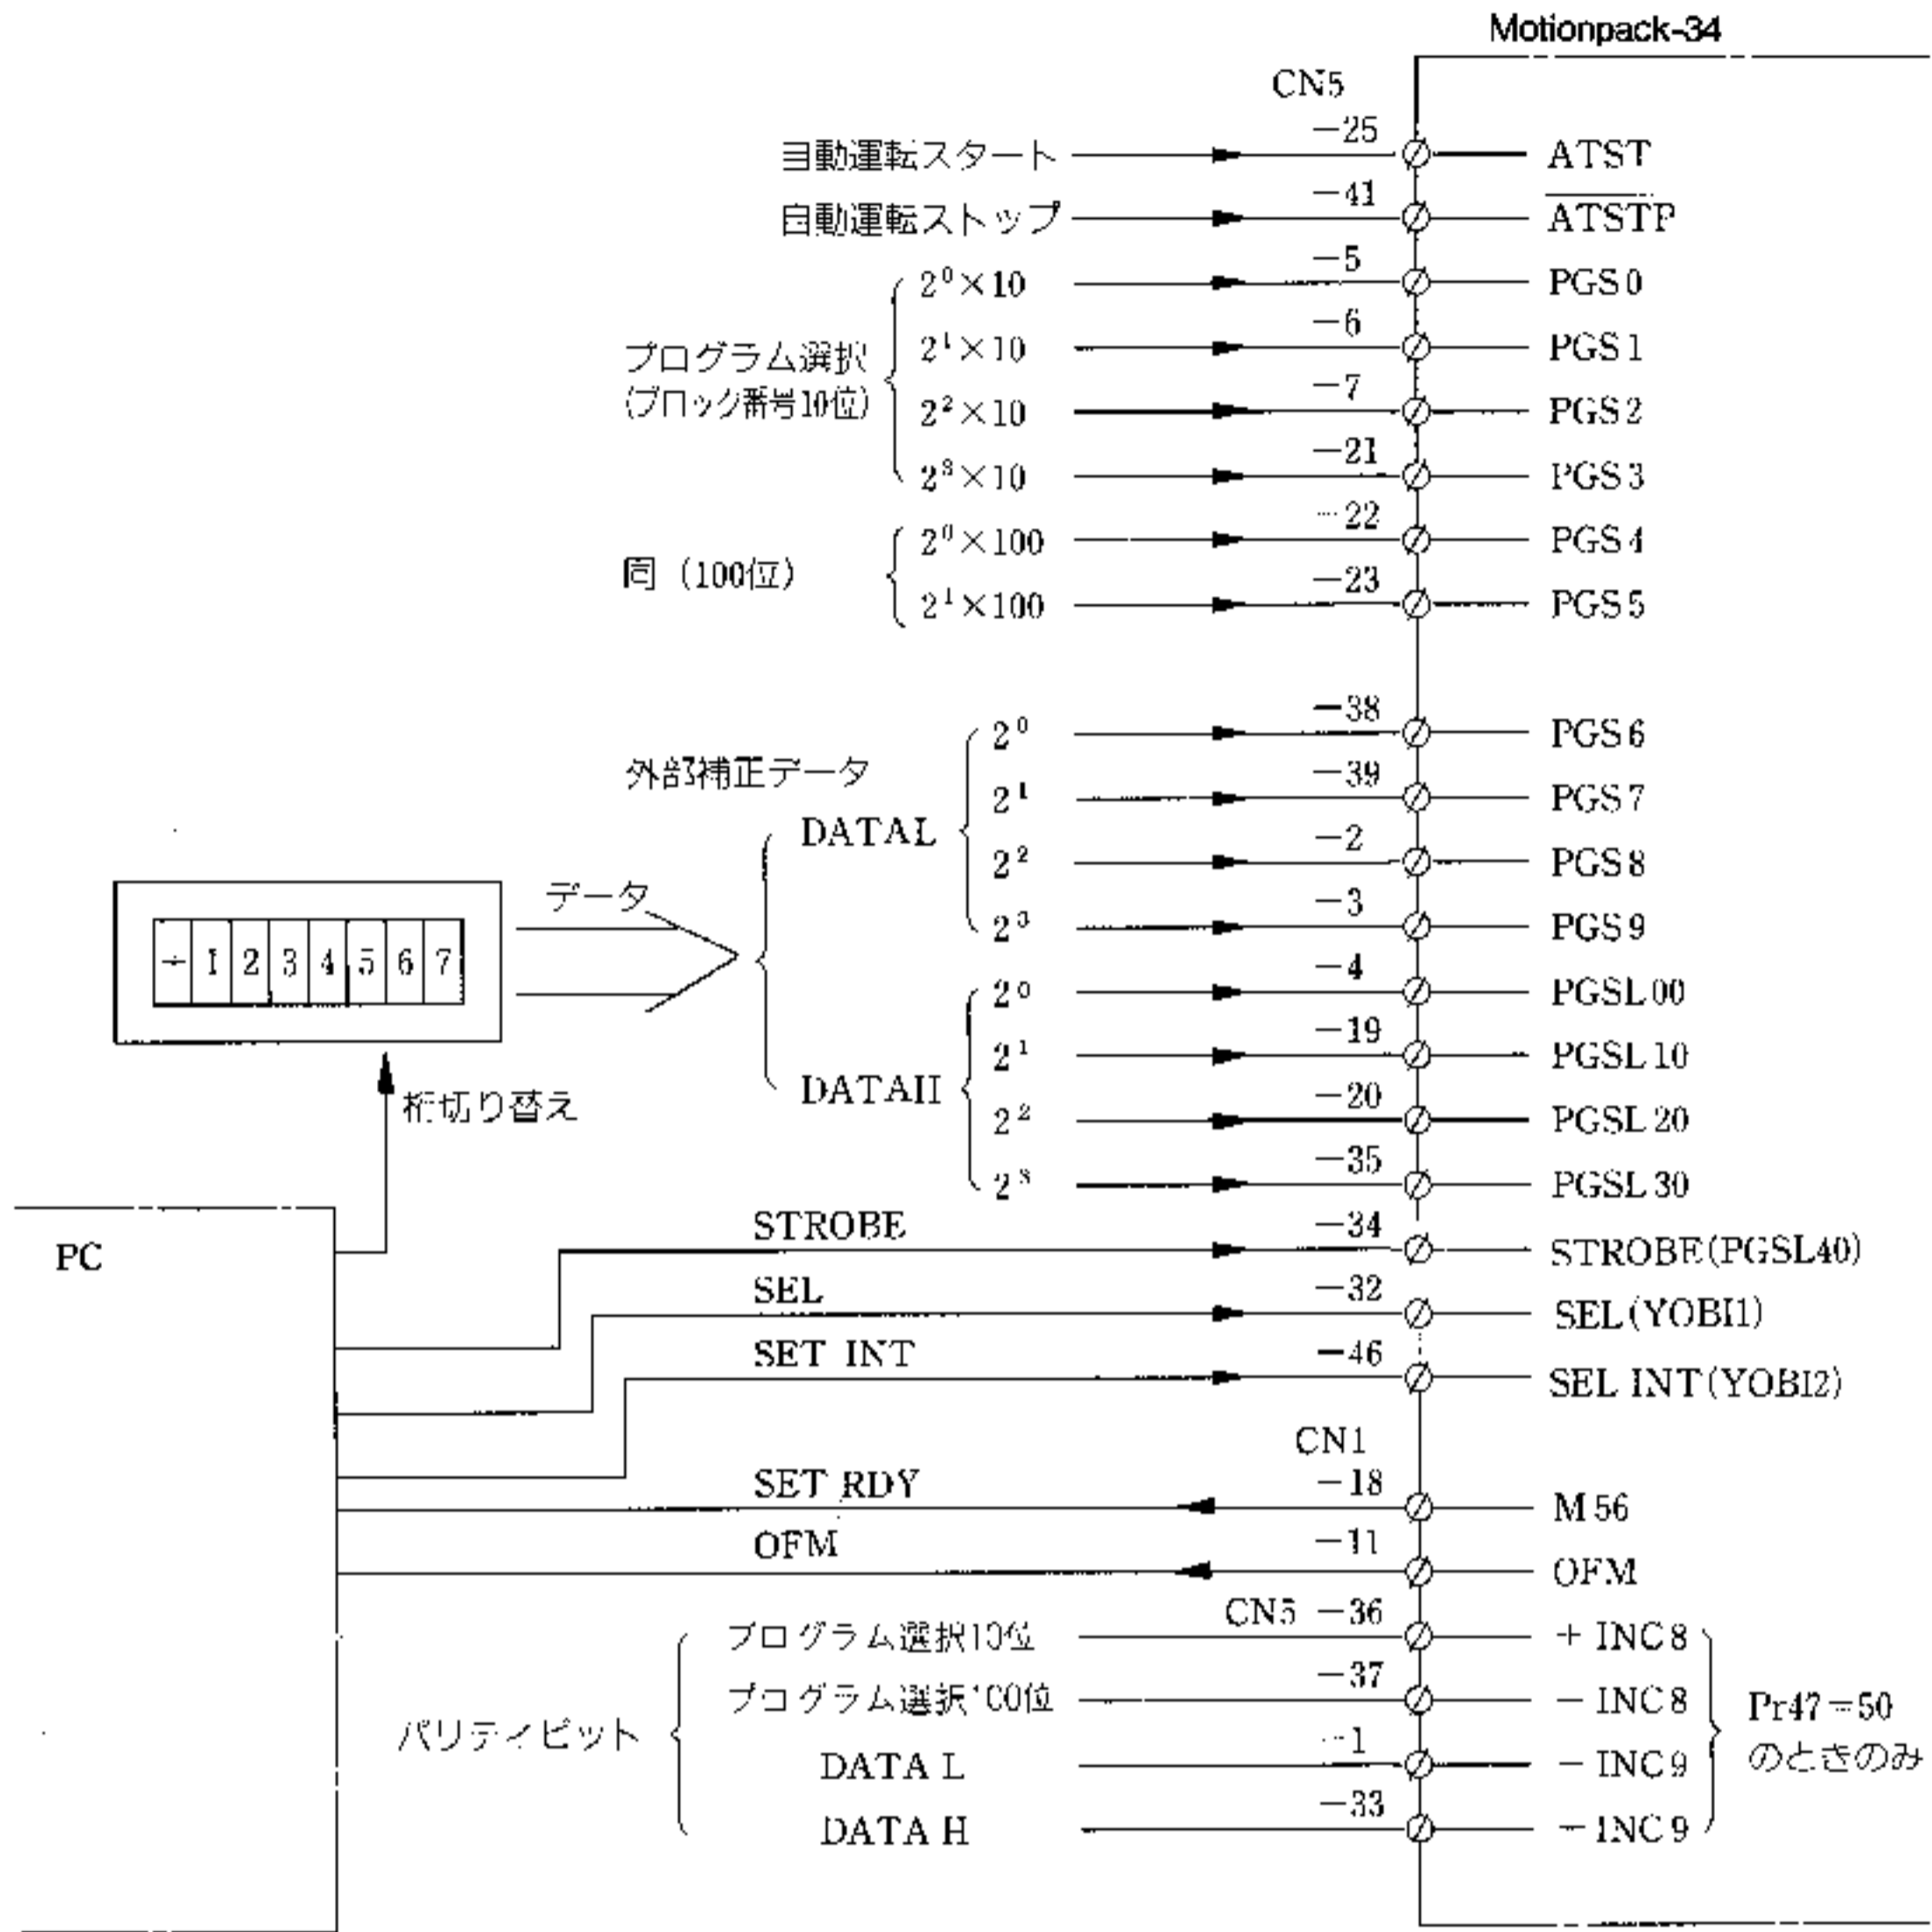 Motionpack-34
CN5
自動運転スタート −25 ATST
自動運転ストップ −41 ATSTP
プログラム選択
(ブロック番号10位)
2⁰×10 −5 PGS0
2¹×10 −6 PGS1
2²×10 −7 PGS2
2³×10 −21 PGS3
同 (100位)
2⁰×100 −22 PGS4
2¹×100 −23 PGS5
外部補正データ
DATAL
2⁰ −38 PGS6
2¹ −39 PGS7
2² −2 PGS8
2³ −3 PGS9
データ
1 2 3 4 5 6 7
DATAH
2⁰ −4 PGSL00
2¹ −19 PGSL10
2² −20 PGSL20
2³ −35 PGSL30
桁切り替え
PC
STROBE −34 STROBE(PGSL40)
SEL −32 SEL(YOBI1)
SET INT −46 SEL INT(YOBI2)
CN1
SET RDY −18 M56
OFM −11 OFM
パリティビット
プログラム選択10位 CN5 −36 + INC8
プログラム選択100位 −37 − INC8
DATA L −1 − INC9
DATA H −33 − INC9
Pr47=50
のときのみ